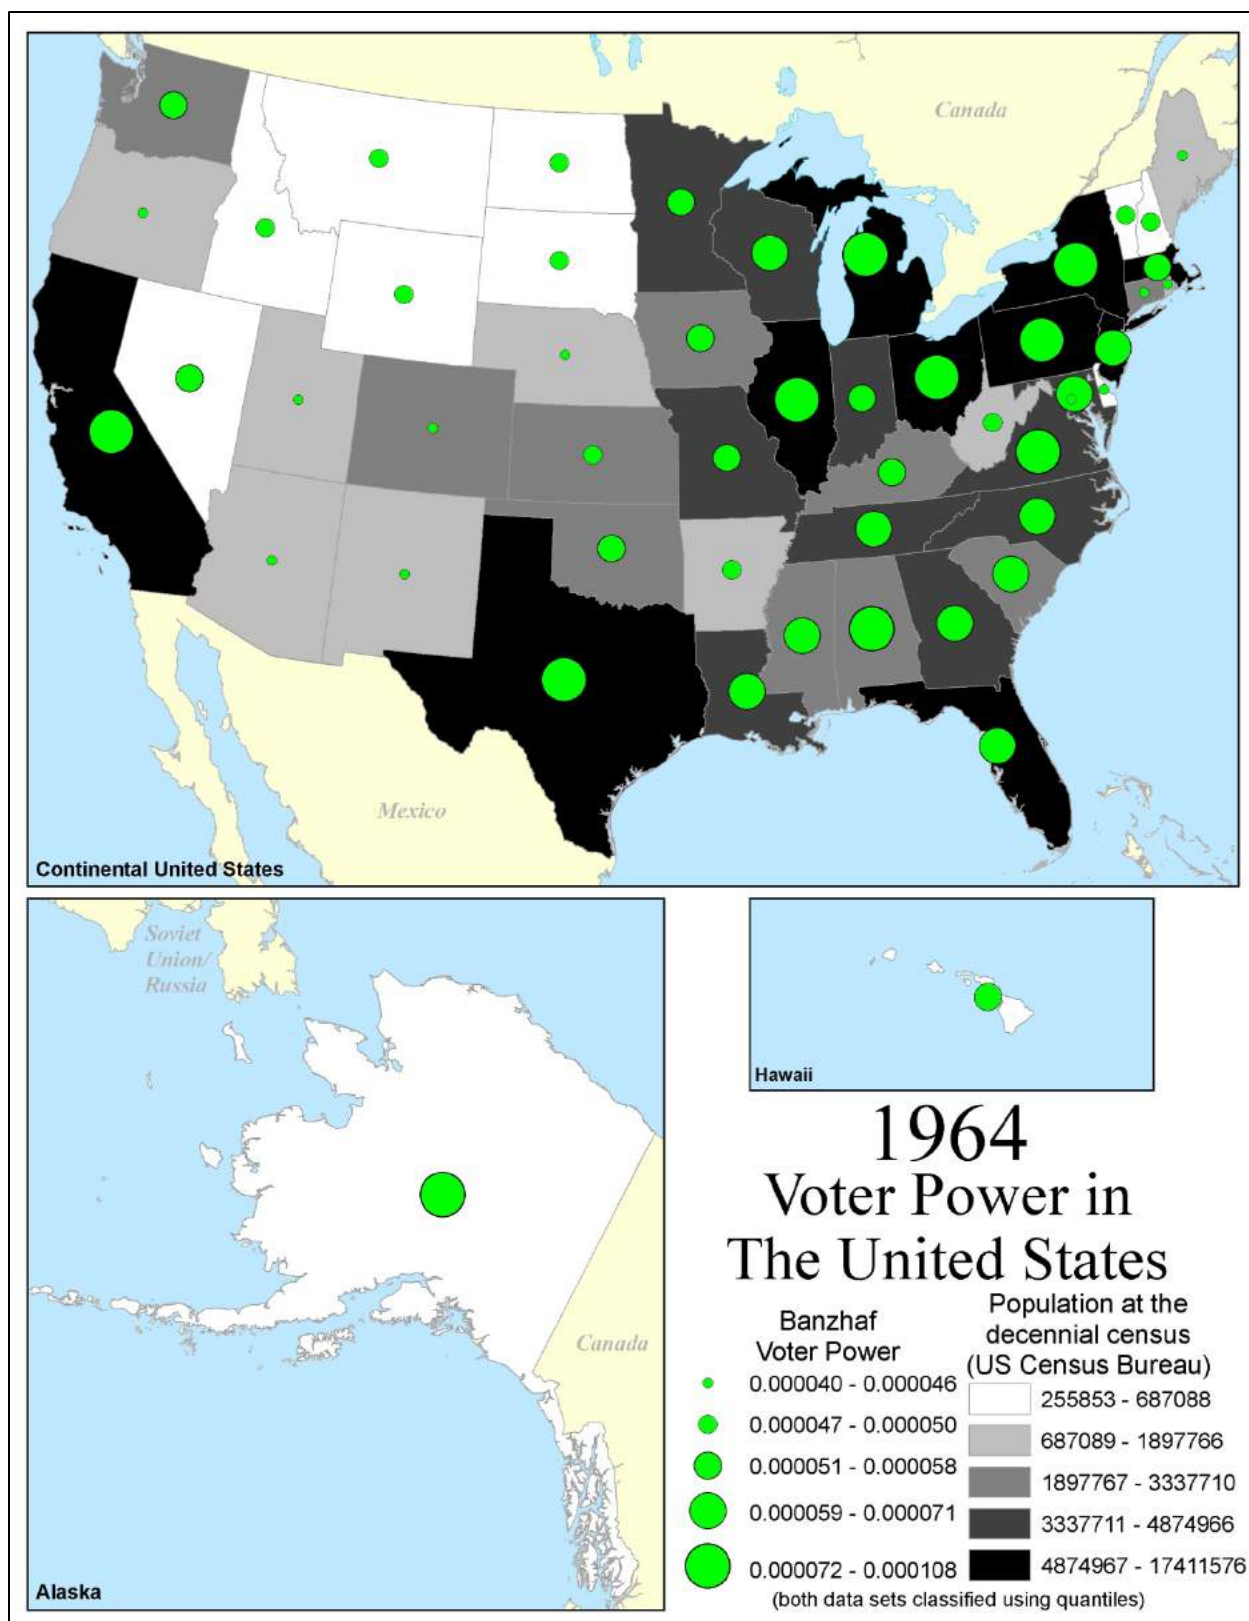 Canada
Mexico
Continental United States
Soviet
Union/
Russia
Canada
Alaska
Hawaii
1964
Voter Power in
The United States
Banzhaf
Voter Power
0.000040 - 0.000046
0.000047 - 0.000050
0.000051 - 0.000058
0.000059 - 0.000071
0.000072 - 0.000108
Population at the
decennial census
(US Census Bureau)
255853 - 687088
687089 - 1897766
1897767 - 3337710
3337711 - 4874966
4874967 - 17411576
(both data sets classified using quantiles)